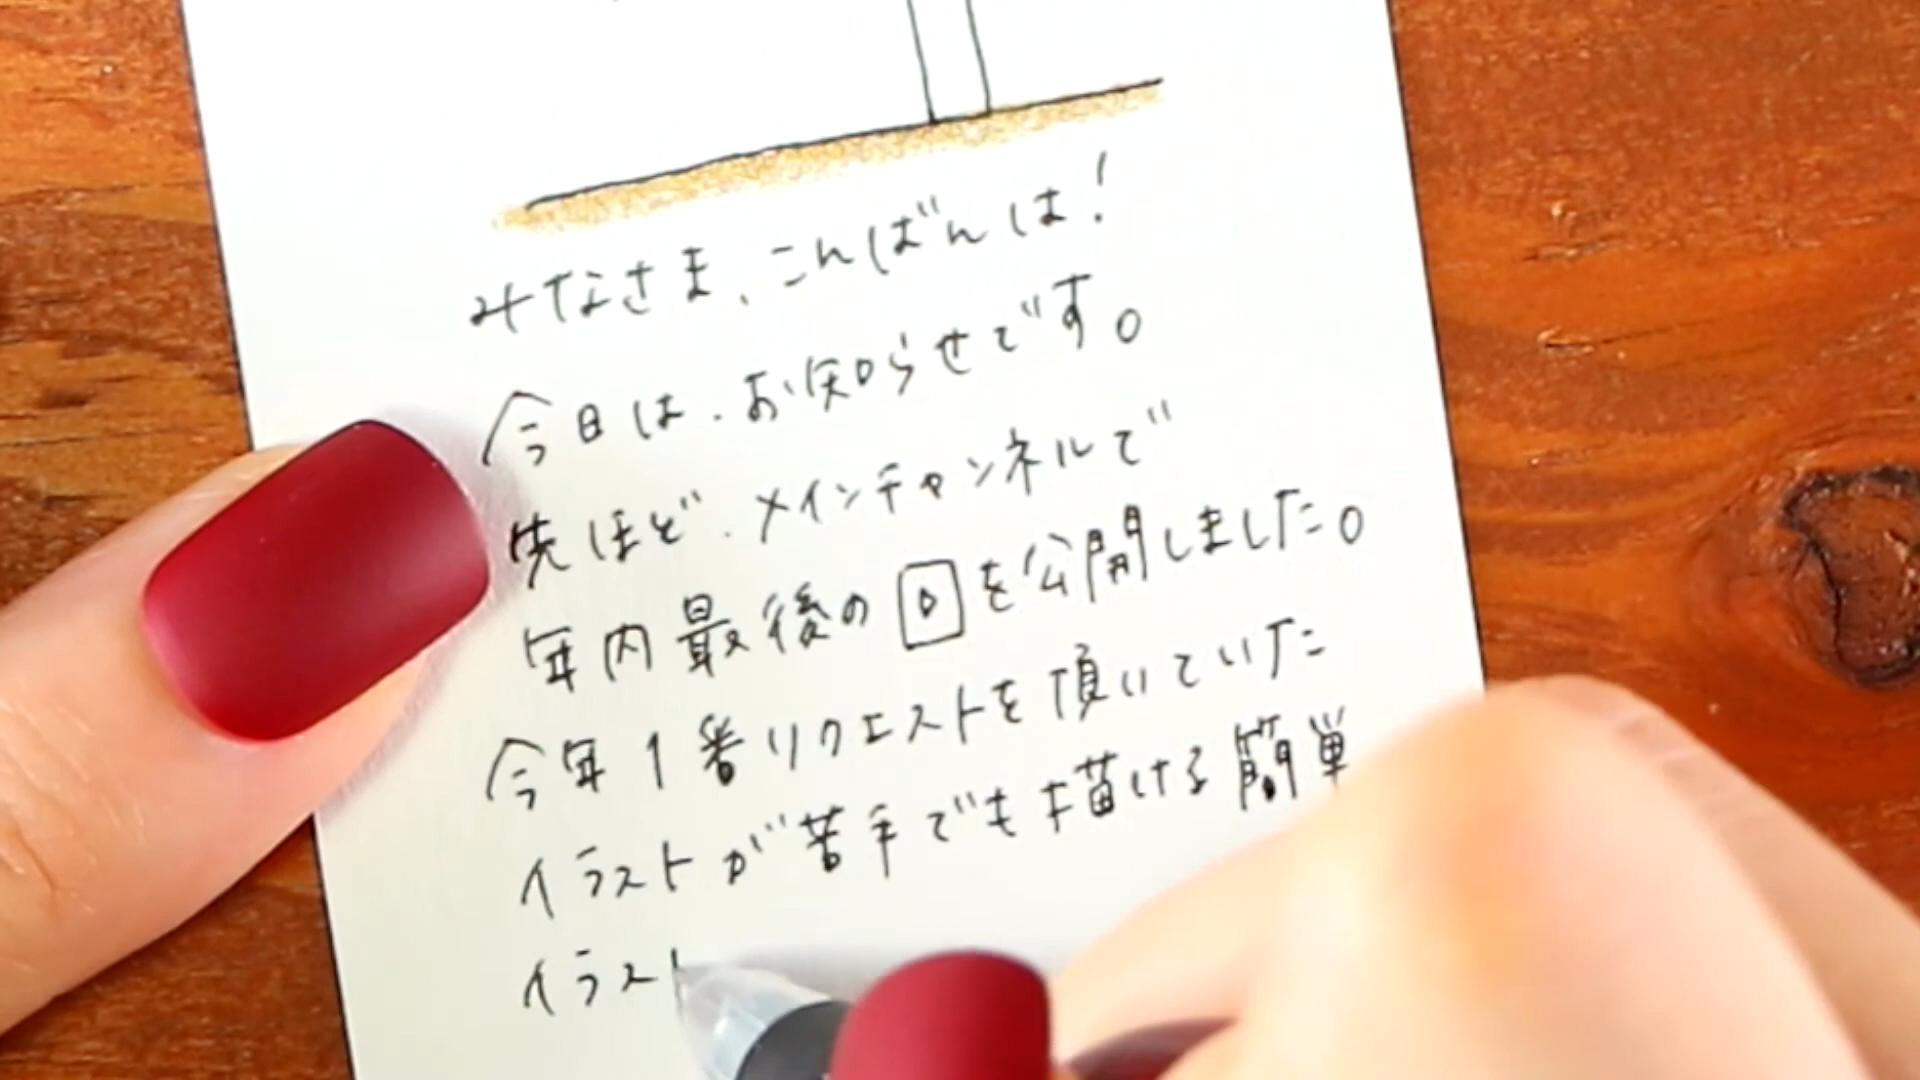 みなさま、こんばんは!
今日は、お知らせです。
先ほど、メインチャンネルで
年内最後の▷を公開しました。
今年1番リクエストを頂いていた
イラストが苦手でも描ける簡単
イラスト